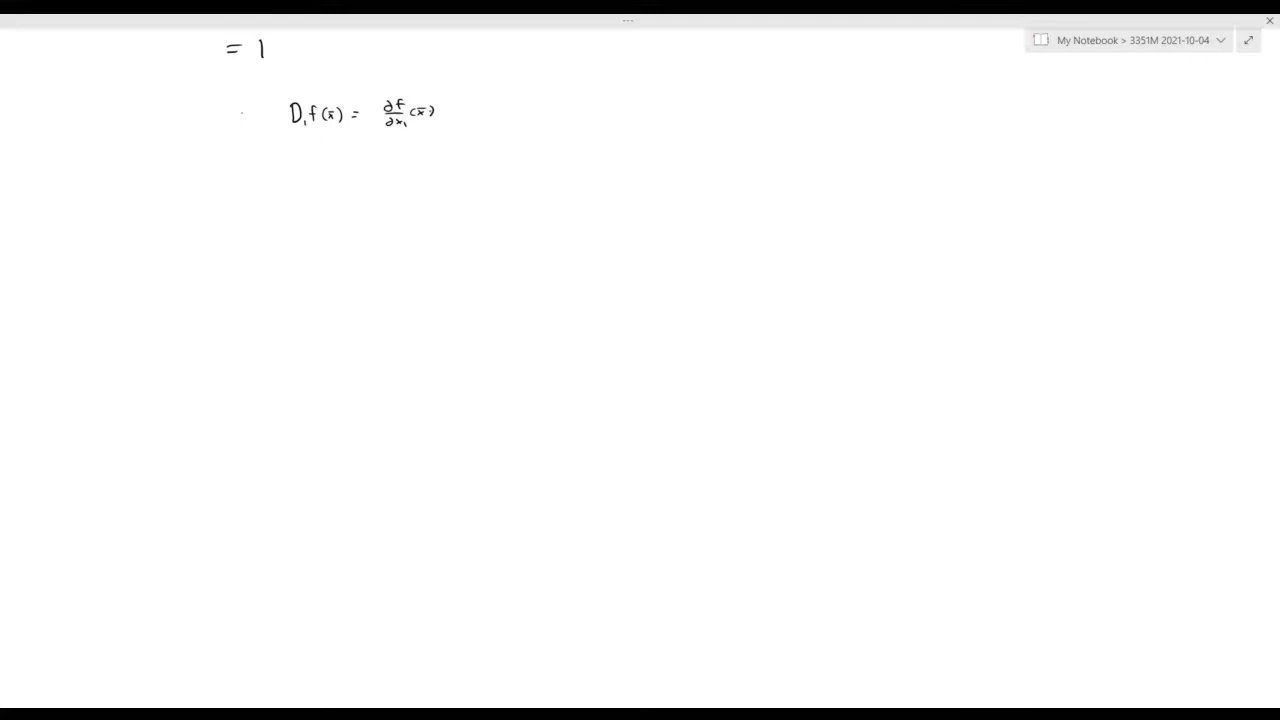 My Notebook > 3351M 2021-10-04
= 1
D₁f(x̄) = ∂f/∂x₁(x̄)